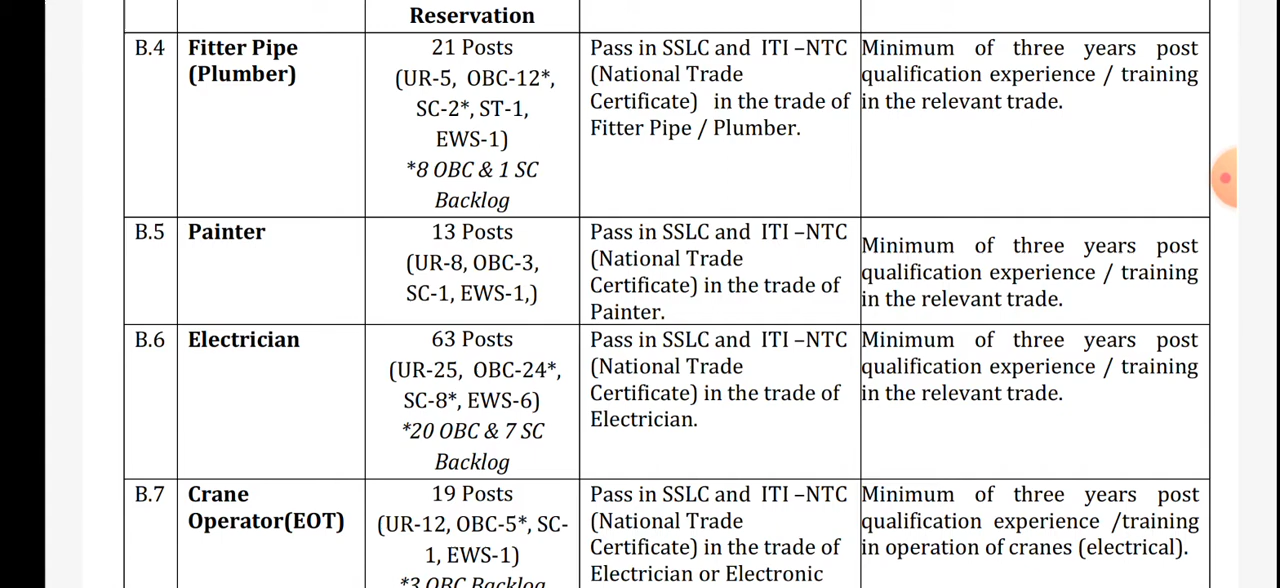 Reservation
B.4
Fitter Pipe
(Plumber)
21 Posts
(UR-5, OBC-12*,
SC-2*, ST-1,
EWS-1)
*8 OBC & 1 SC
Backlog
Pass in SSLC and ITI –NTC
(National Trade
Certificate) in the trade of
Fitter Pipe / Plumber.
Minimum of three years post
qualification experience / training
in the relevant trade.
B.5
Painter
13 Posts
(UR-8, OBC-3,
SC-1, EWS-1,)
Pass in SSLC and ITI –NTC
(National Trade
Certificate) in the trade of
Painter.
Minimum of three years post
qualification experience / training
in the relevant trade.
B.6
Electrician
63 Posts
(UR-25, OBC-24*,
SC-8*, EWS-6)
*20 OBC & 7 SC
Backlog
Pass in SSLC and ITI –NTC
(National Trade
Certificate) in the trade of
Electrician.
Minimum of three years post
qualification experience / training
in the relevant trade.
B.7
Crane
Operator(EOT)
19 Posts
(UR-12, OBC-5*, SC-
1, EWS-1)
*3 OBC Backlog
Pass in SSLC and ITI –NTC
(National Trade
Certificate) in the trade of
Electrician or Electronic
Minimum of three years post
qualification experience /training
in operation of cranes (electrical).